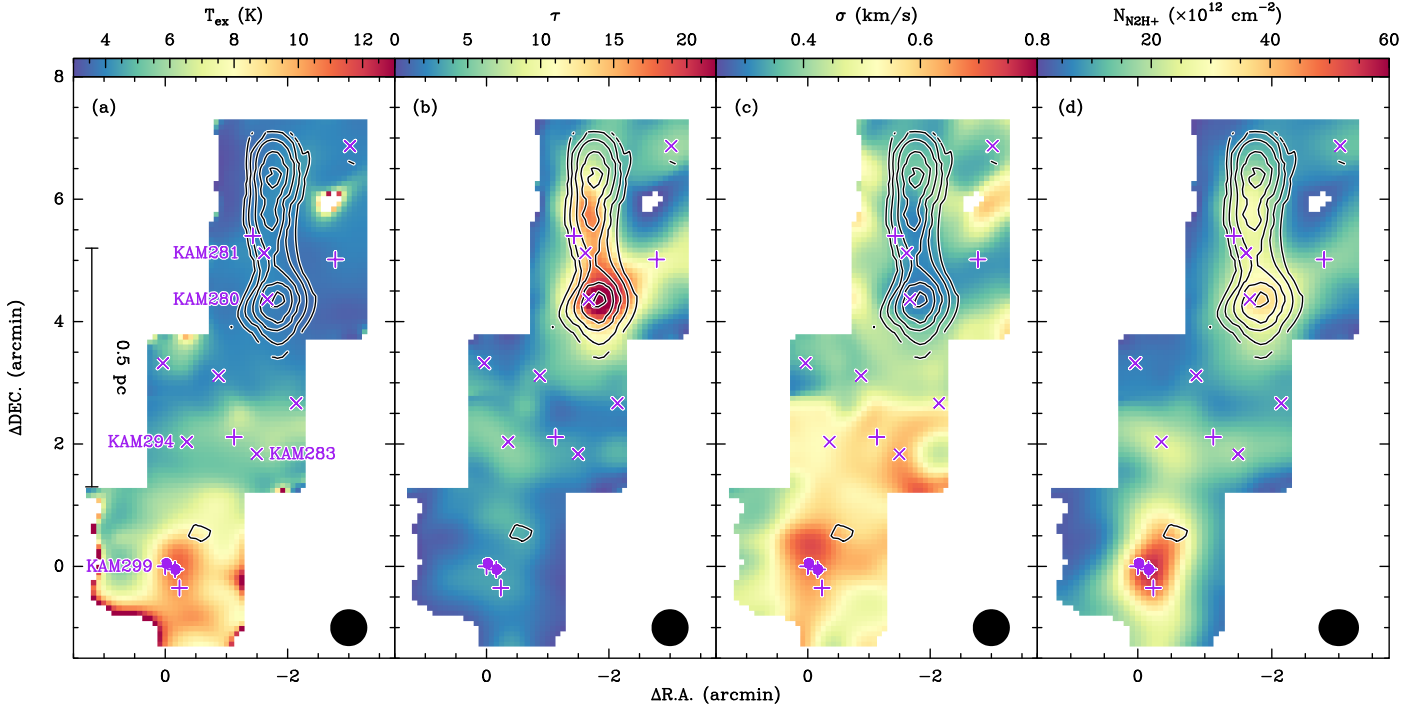 T_ex (K)
τ
σ (km/s)
N_N2H+ (×10^12 cm^−2)
4 6 8 10 12
0 5 10 15 20
0.4 0.6 0.8
20 40 60
(a) (b) (c) (d)
8
6
4
2
0
ΔDEC. (arcmin)
0.5 pc
KAM281
KAM280
KAM294
KAM283
KAM299
0 −2 0 −2 0 −2 0 −2
ΔR.A. (arcmin)